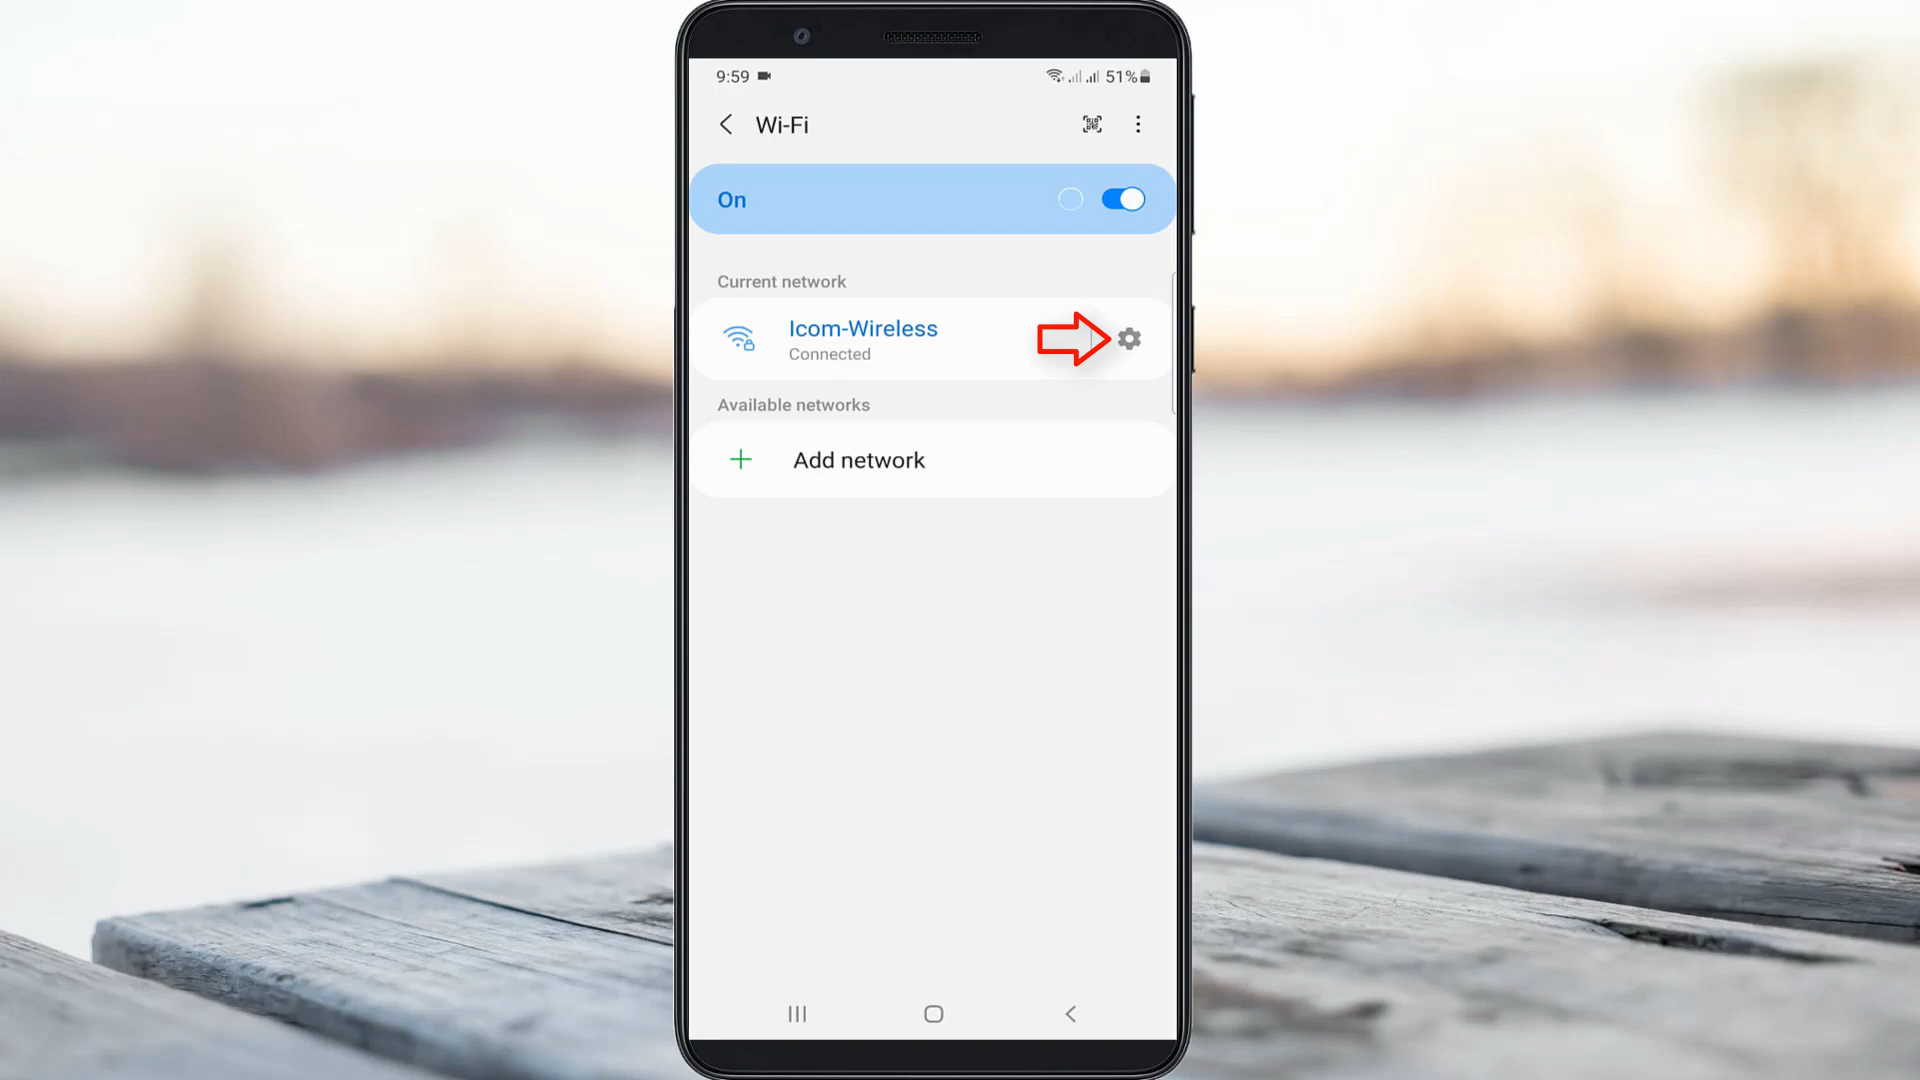 9:59 51%
Wi-Fi
On
Current network
Icom-Wireless
Connected
Available networks
Add network